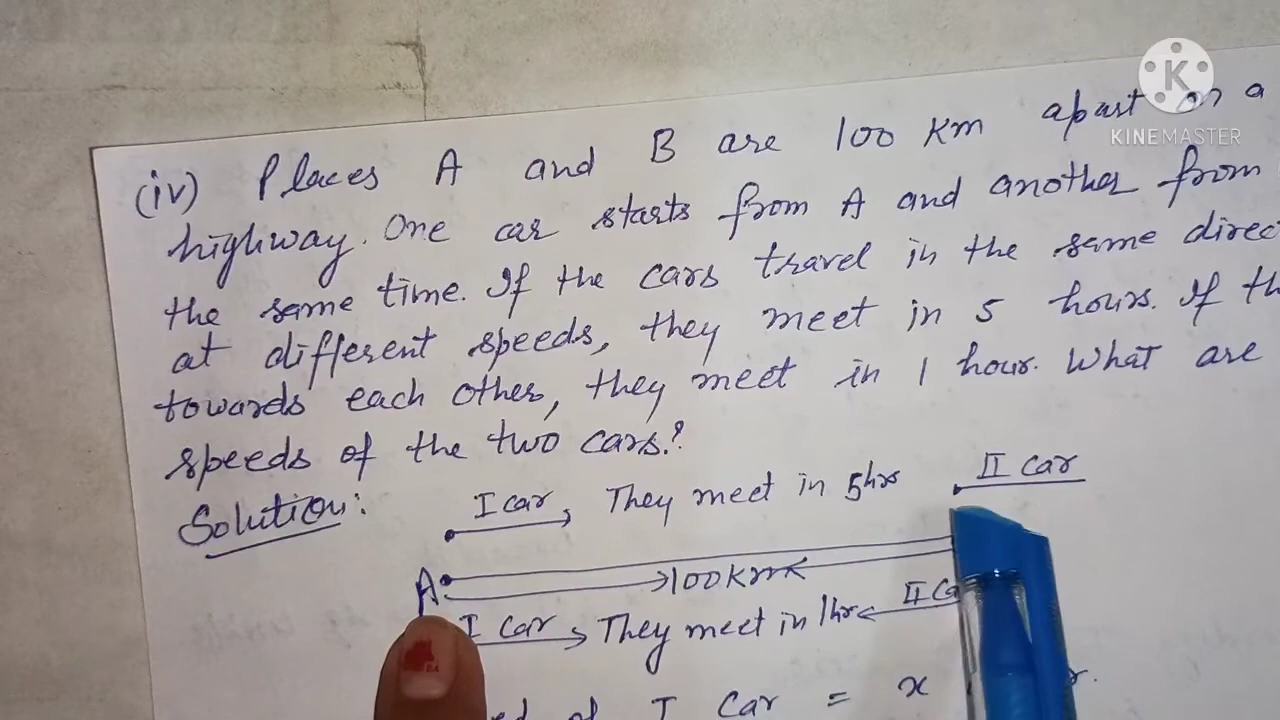 KINEMASTER
(iv) Places A and B are 100 km apart on a
highway. One car starts from A and another from
the same time. If the cars travel in the same direc
at different speeds, they meet in 5 hours. If th
towards each other, they meet in 1 hour. What are
speeds of the two cars?
Solution:
I car They meet in 5hrs II car
A 100km
I car They meet in 1hr II Ca
of I Car = x